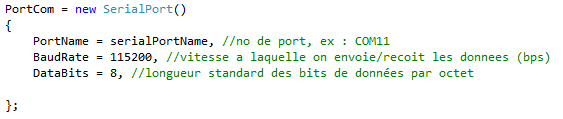 PortCom = new SerialPort()
{
PortName = serialPortName, //no de port, ex : COM11
BaudRate = 115200, //vitesse a laquelle on envoie/recoit les donnees (bps)
DataBits = 8, //longueur standard des bits de données par octet
};